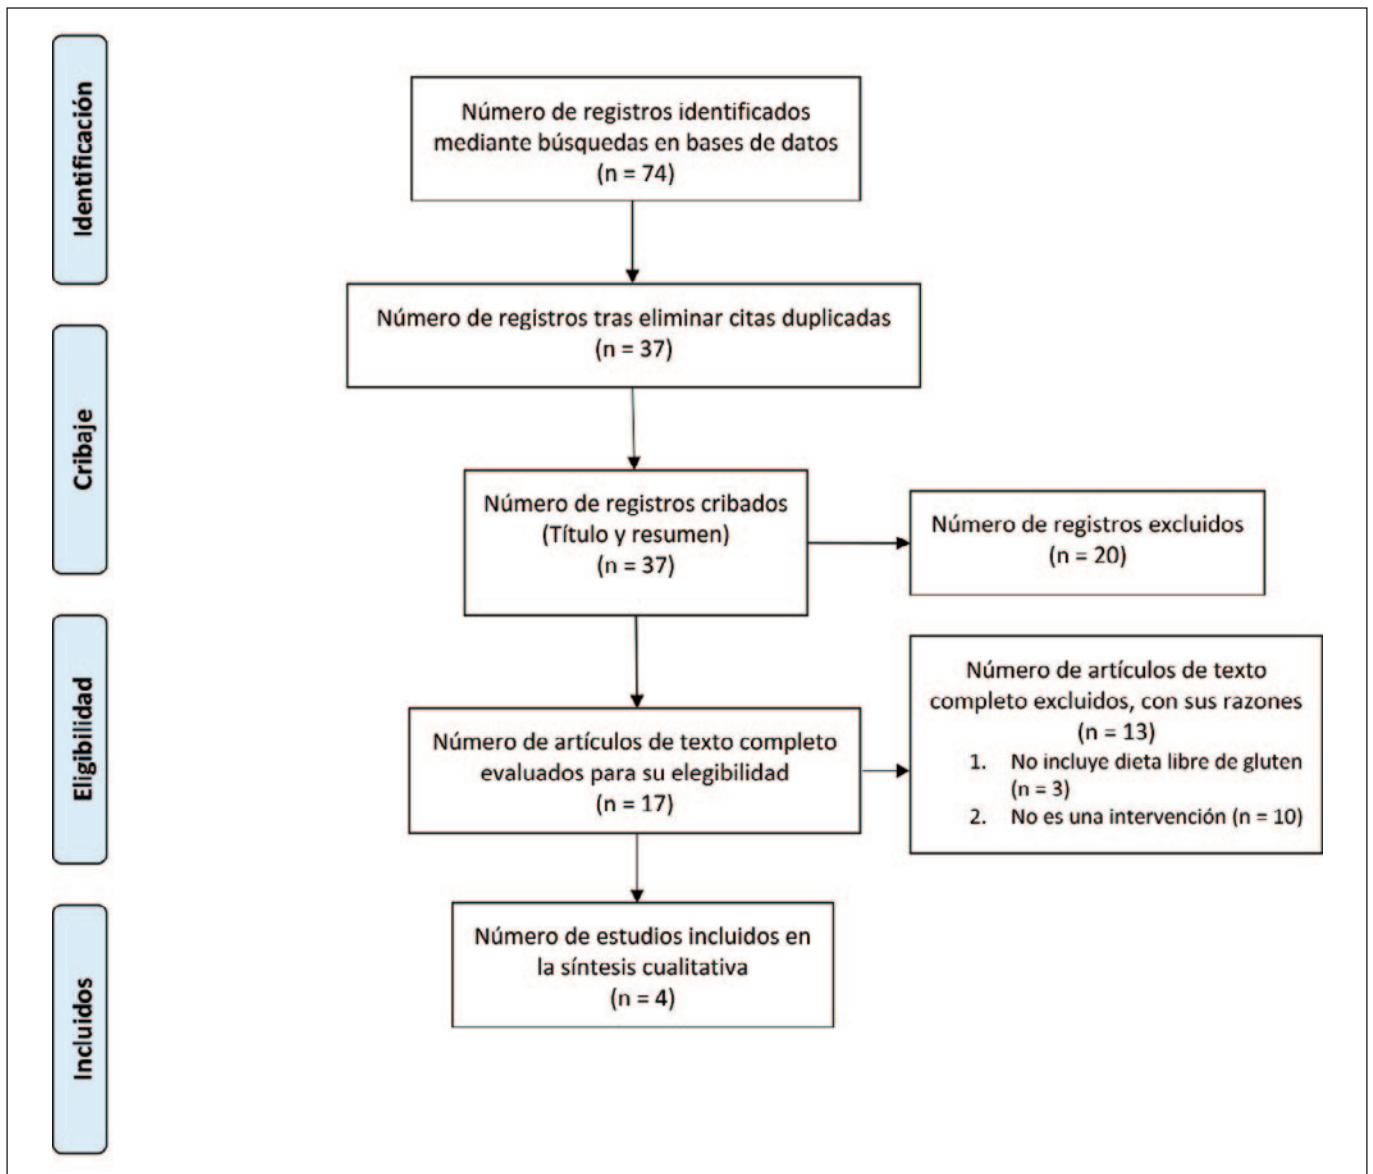 Identificación
Número de registros identificados
mediante búsquedas en bases de datos
(n = 74)
Número de registros tras eliminar citas duplicadas
(n = 37)
Cribaje
Número de registros cribados
(Título y resumen)
(n = 37)
Número de registros excluidos
(n = 20)
Eligibilidad
Número de artículos de texto completo
evaluados para su elegibilidad
(n = 17)
Número de artículos de texto
completo excluidos, con sus razones
(n = 13)
1. No incluye dieta libre de gluten
(n = 3)
2. No es una intervención (n = 10)
Incluidos
Número de estudios incluidos en
la síntesis cualitativa
(n = 4)